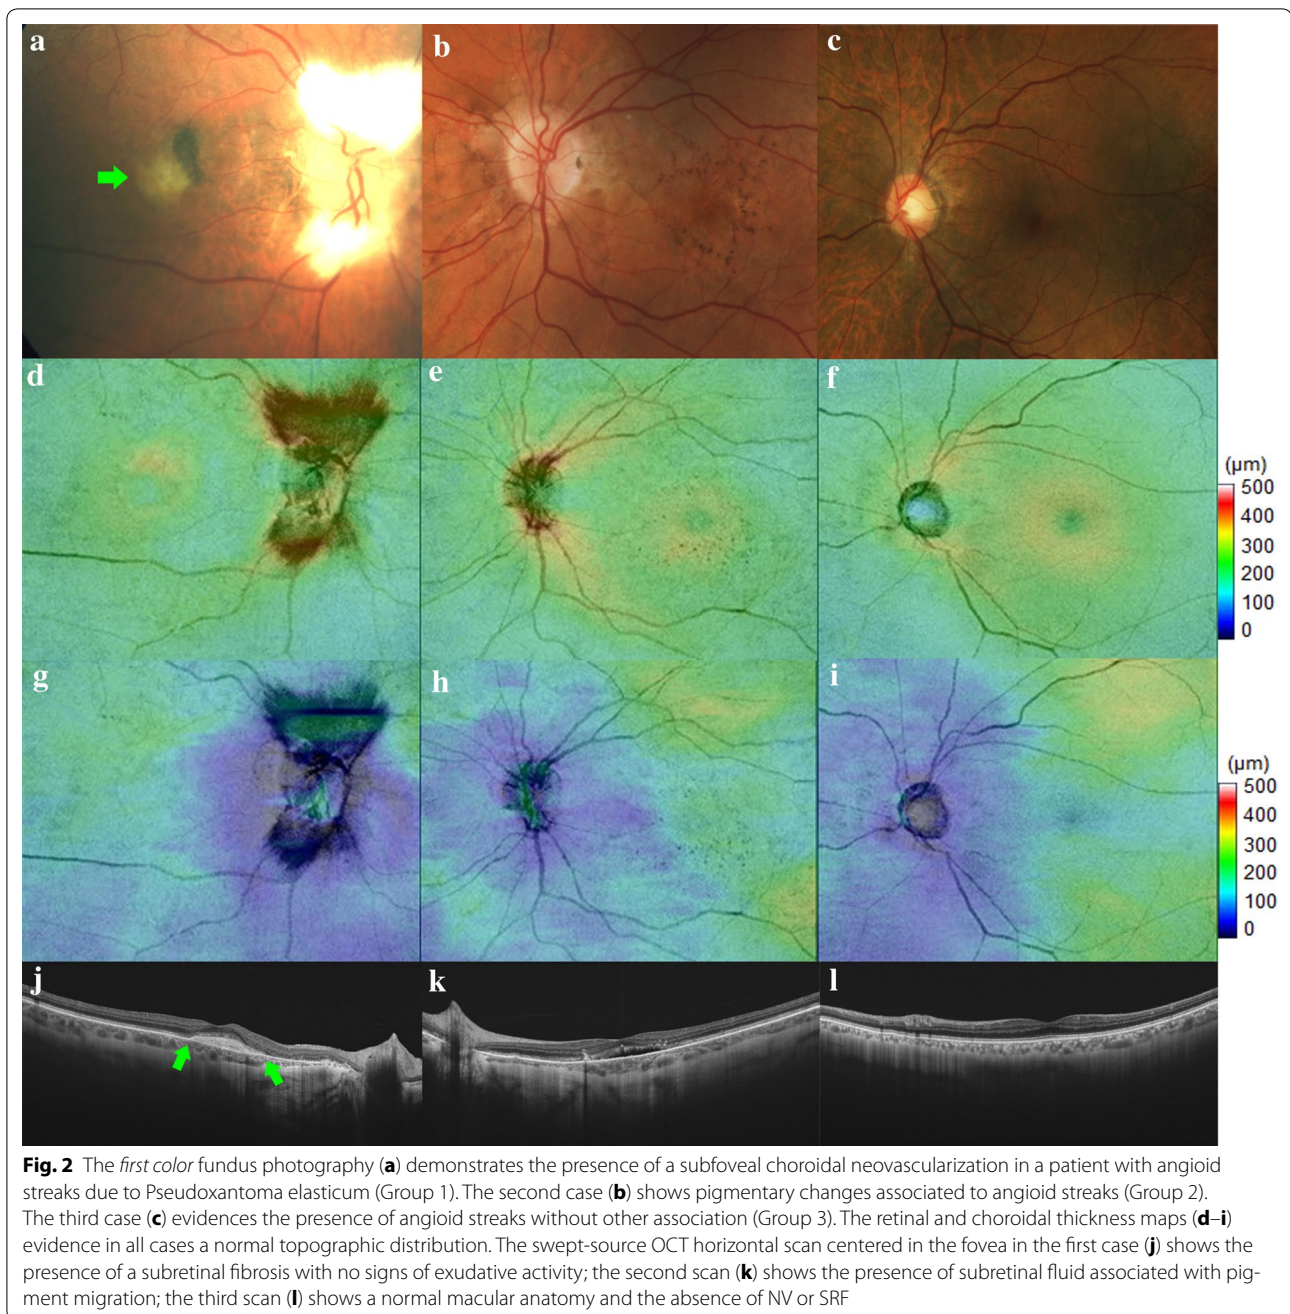 a
b
c
d
e
f
(µm)
500
400
300
200
100
0
g
h
i
(µm)
500
400
300
200
100
0
j
k
l
Fig. 2 The first color fundus photography (a) demonstrates the presence of a subfoveal choroidal neovascularization in a patient with angioid
streaks due to Pseudoxantoma elasticum (Group 1). The second case (b) shows pigmentary changes associated to angioid streaks (Group 2).
The third case (c) evidences the presence of angioid streaks without other association (Group 3). The retinal and choroidal thickness maps (d–i)
evidence in all cases a normal topographic distribution. The swept-source OCT horizontal scan centered in the fovea in the first case (j) shows the
presence of a subretinal fibrosis with no signs of exudative activity; the second scan (k) shows the presence of subretinal fluid associated with pig-
ment migration; the third scan (l) shows a normal macular anatomy and the absence of NV or SRF